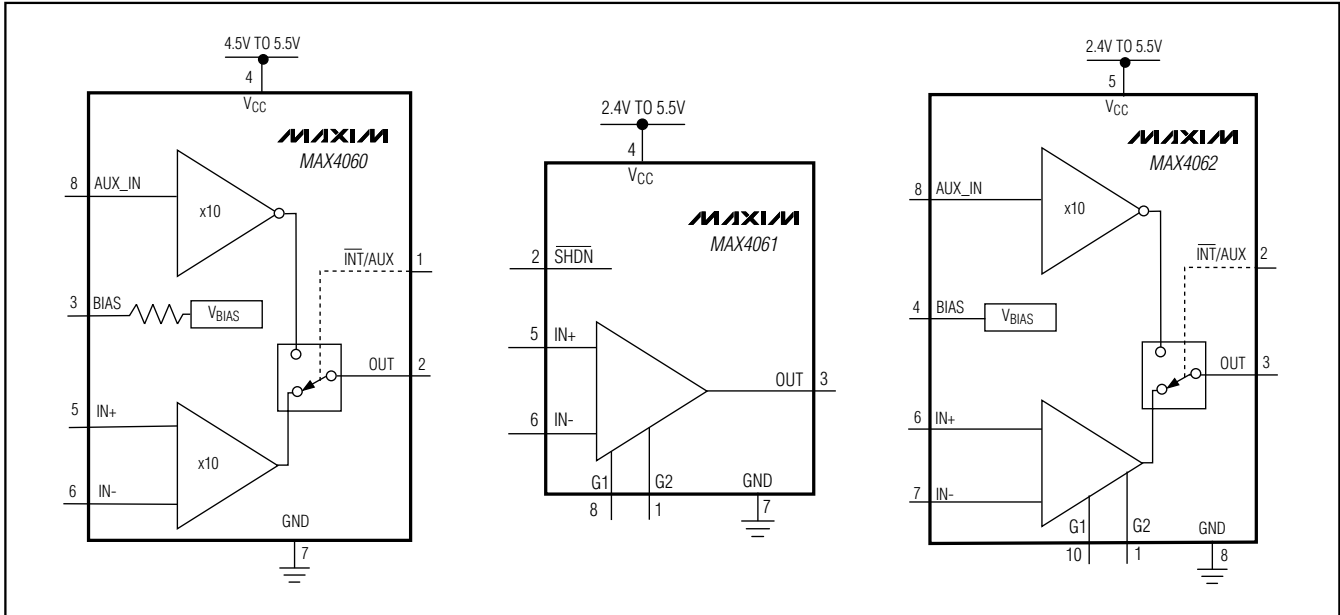 4.5V TO 5.5V
4
VCC
MAXIM
MAX4060
8 AUX_IN
x10
INT/AUX 1
3 BIAS
VBIAS
OUT 2
5 IN+
x10
6 IN-
GND
7
2.4V TO 5.5V
4
VCC
MAXIM
MAX4061
2 SHDN
5 IN+
OUT 3
6 IN-
G1 G2 GND
8 1 7
2.4V TO 5.5V
5
VCC
MAXIM
MAX4062
8 AUX_IN
x10
INT/AUX 2
4 BIAS
VBIAS
OUT 3
6 IN+
7 IN-
G1 G2 GND
10 1 8